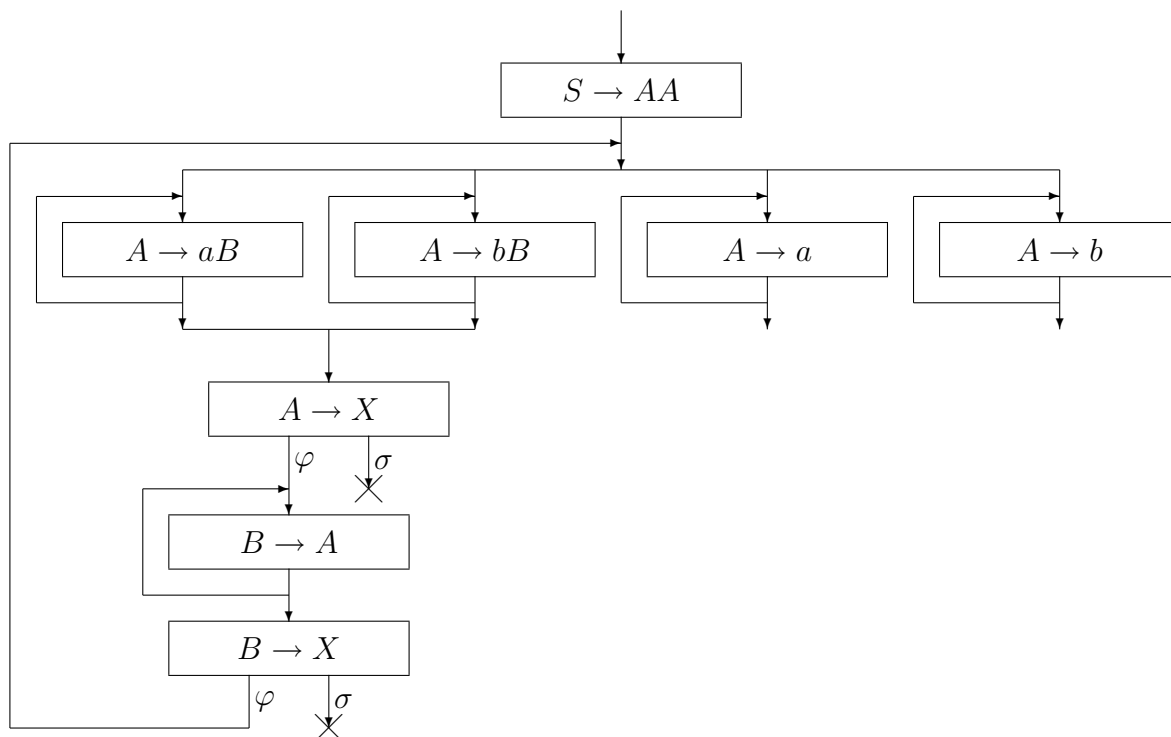 S → AA
A → aB A → bB A → a A → b
A → X
φ σ
B → A
B → X
φ σ